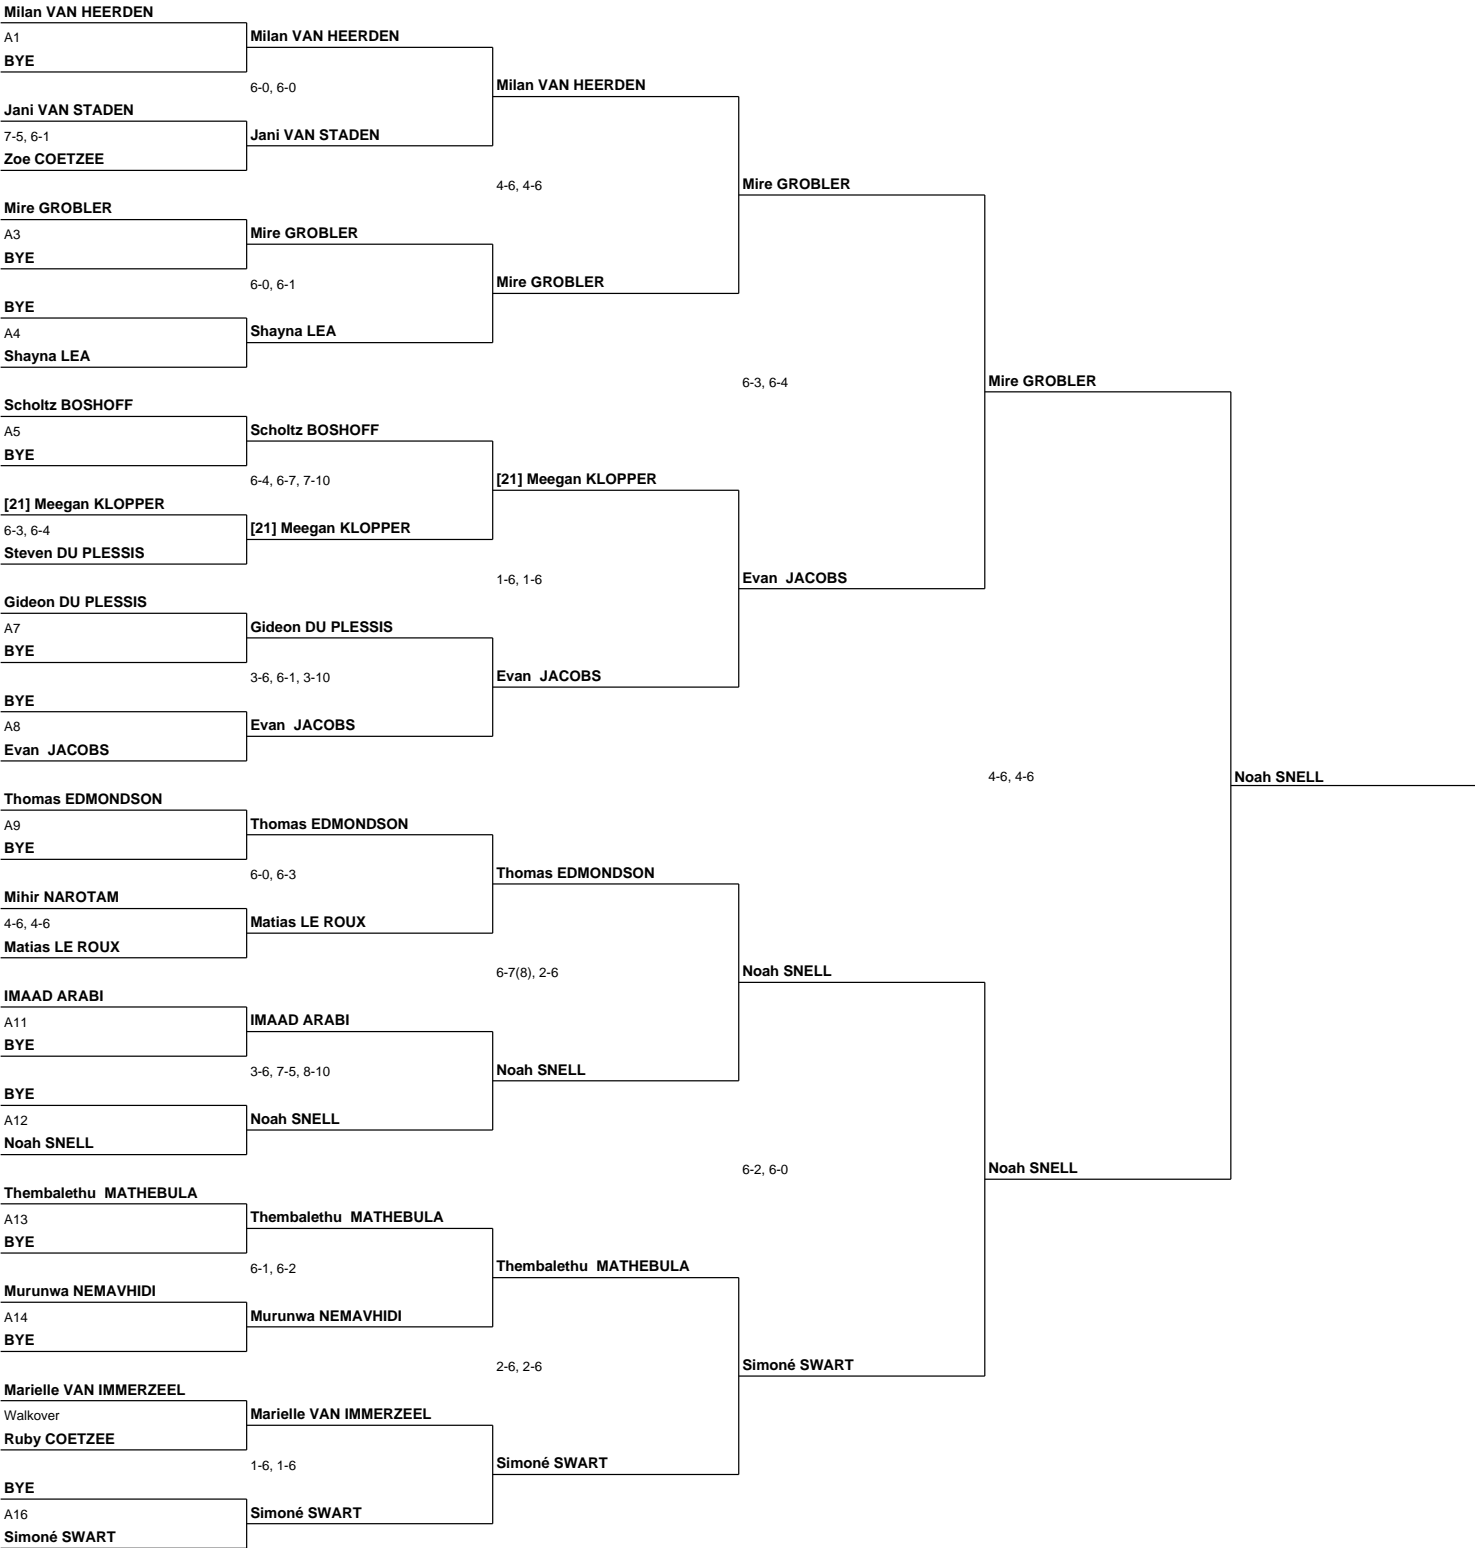 Milan VAN HEERDEN
A1
BYE
Milan VAN HEERDEN
6-0, 6-0
Milan VAN HEERDEN
Jani VAN STADEN
7-5, 6-1
Zoe COETZEE
Jani VAN STADEN
4-6, 4-6
Mire GROBLER
Mire GROBLER
A3
BYE
Mire GROBLER
6-0, 6-1
Mire GROBLER
BYE
A4
Shayna LEA
Shayna LEA
6-3, 6-4
Mire GROBLER
Scholtz BOSHOFF
A5
BYE
Scholtz BOSHOFF
6-4, 6-7, 7-10
[21] Meegan KLOPPER
[21] Meegan KLOPPER
6-3, 6-4
Steven DU PLESSIS
[21] Meegan KLOPPER
1-6, 1-6
Evan  JACOBS
Gideon DU PLESSIS
A7
BYE
Gideon DU PLESSIS
3-6, 6-1, 3-10
Evan  JACOBS
BYE
A8
Evan  JACOBS
Evan  JACOBS
4-6, 4-6
Noah SNELL
Thomas EDMONDSON
A9
BYE
Thomas EDMONDSON
6-0, 6-3
Thomas EDMONDSON
Mihir NAROTAM
4-6, 4-6
Matias LE ROUX
Matias LE ROUX
6-7(8), 2-6
Noah SNELL
IMAAD ARABI
A11
BYE
IMAAD ARABI
3-6, 7-5, 8-10
Noah SNELL
BYE
A12
Noah SNELL
Noah SNELL
6-2, 6-0
Noah SNELL
Thembalethu  MATHEBULA
A13
BYE
Thembalethu  MATHEBULA
6-1, 6-2
Thembalethu  MATHEBULA
Murunwa NEMAVHIDI
A14
BYE
Murunwa NEMAVHIDI
2-6, 2-6
Simoné SWART
Marielle VAN IMMERZEEL
Walkover
Ruby COETZEE
Marielle VAN IMMERZEEL
1-6, 1-6
Simoné SWART
BYE
A16
Simoné SWART
Simoné SWART